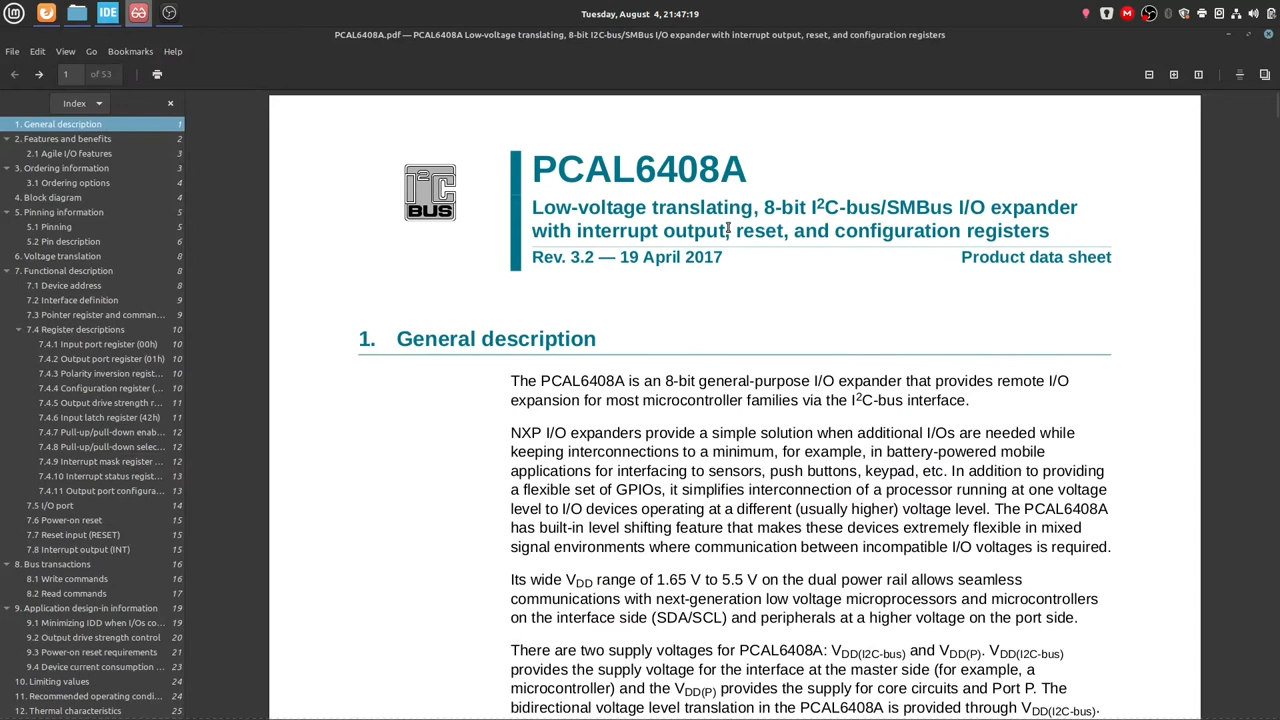 IDE
Tuesday, August 4, 21:47:19
PCAL6408A.pdf — PCAL6408A Low-voltage translating, 8-bit I2C-bus/SMBus I/O expander with interrupt output, reset, and configuration registers
File Edit View Go Bookmarks Help
1 of 53
Index
1. General description 1
2. Features and benefits 2
2.1 Agile I/O features 3
3. Ordering information 3
3.1 Ordering options 4
4. Block diagram 4
5. Pinning information 5
5.1 Pinning 5
5.2 Pin description 6
6. Voltage translation 8
7. Functional description 8
7.1 Device address 8
7.2 Interface definition 9
7.3 Pointer register and comman... 9
7.4 Register descriptions 10
7.4.1 Input port register (00h) 10
7.4.2 Output port register (01h) 10
7.4.3 Polarity inversion regist... 10
7.4.4 Configuration register (... 10
7.4.5 Output drive strength r... 11
7.4.6 Input latch register (42h) 11
7.4.7 Pull-up/pull-down enab... 12
7.4.8 Pull-up/pull-down selec... 12
7.4.9 Interrupt mask register ... 12
7.4.10 Interrupt status regist... 13
7.4.11 Output port configura... 13
7.5 I/O port 14
7.6 Power-on reset 15
7.7 Reset input (RESET) 15
7.8 Interrupt output (INT) 15
8. Bus transactions 16
8.1 Write commands 16
8.2 Read commands 17
9. Application design-in information 19
9.1 Minimizing IDD when I/Os co... 19
9.2 Output drive strength control 20
9.3 Power-on reset requirements 21
9.4 Device current consumption ... 23
10. Limiting values 24
11. Recommended operating condi... 24
12. Thermal characteristics 25
I²C
BUS
PCAL6408A
Low-voltage translating, 8-bit I²C-bus/SMBus I/O expander
with interrupt output, reset, and configuration registers
Rev. 3.2 — 19 April 2017 Product data sheet
1. General description
The PCAL6408A is an 8-bit general-purpose I/O expander that provides remote I/O
expansion for most microcontroller families via the I²C-bus interface.
NXP I/O expanders provide a simple solution when additional I/Os are needed while
keeping interconnections to a minimum, for example, in battery-powered mobile
applications for interfacing to sensors, push buttons, keypad, etc. In addition to providing
a flexible set of GPIOs, it simplifies interconnection of a processor running at one voltage
level to I/O devices operating at a different (usually higher) voltage level. The PCAL6408A
has built-in level shifting feature that makes these devices extremely flexible in mixed
signal environments where communication between incompatible I/O voltages is required.
Its wide VDD range of 1.65 V to 5.5 V on the dual power rail allows seamless
communications with next-generation low voltage microprocessors and microcontrollers
on the interface side (SDA/SCL) and peripherals at a higher voltage on the port side.
There are two supply voltages for PCAL6408A: VDD(I2C-bus) and VDD(P). VDD(I2C-bus)
provides the supply voltage for the interface at the master side (for example, a
microcontroller) and the VDD(P) provides the supply for core circuits and Port P. The
bidirectional voltage level translation in the PCAL6408A is provided through VDD(I2C-bus).